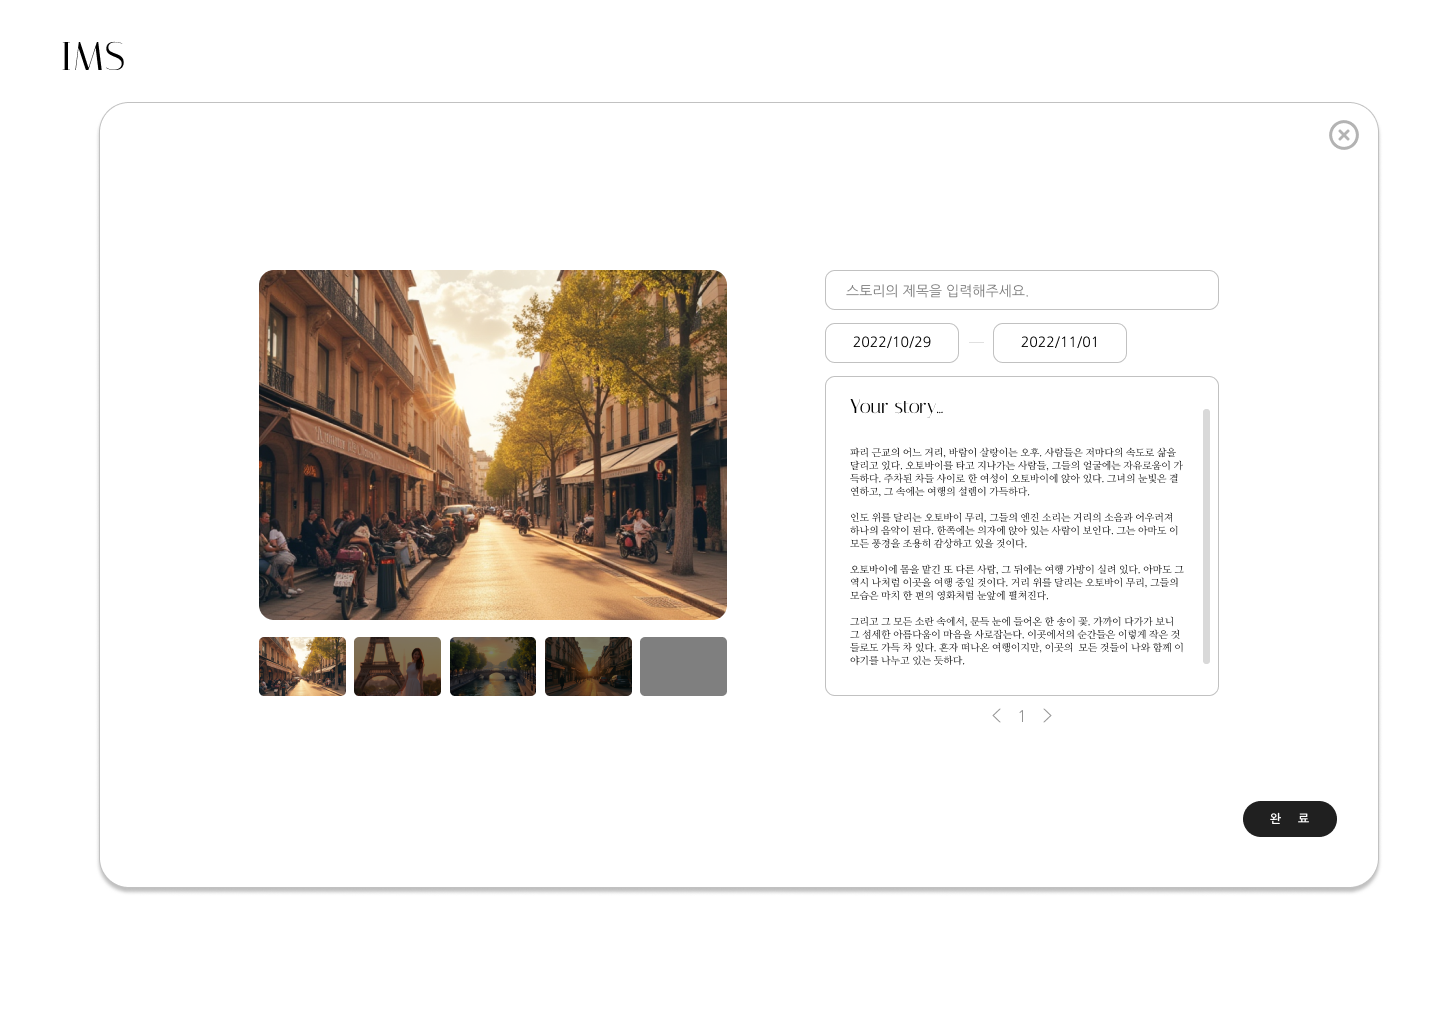 IMS
스토리의 제목을 입력해주세요.
2022/10/29 — 2022/11/01
Your story...
파리 근교의 어느 거리, 바람이 살랑이는 오후. 사람들은 저마다의 속도로 삶을
달리고 있다. 오토바이를 타고 지나가는 사람들, 그들의 얼굴에는 자유로움이 가
득하다. 주차된 차들 사이로 한 여성이 오토바이에 앉아 있다. 그녀의 눈빛은 결
연하고, 그 속에는 여행의 설렘이 가득하다.
인도 위를 달리는 오토바이 무리, 그들의 엔진 소리는 거리의 소음과 어우러져
하나의 음악이 된다. 한쪽에는 의자에 앉아 있는 사람이 보인다. 그는 아마도 이
모든 풍경을 조용히 감상하고 있을 것이다.
오토바이에 몸을 맡긴 또 다른 사람, 그 뒤에는 여행 가방이 실려 있다. 아마도 그
역시 나처럼 이곳을 여행 중일 것이다. 거리 위를 달리는 오토바이 무리, 그들의
모습은 마치 한 편의 영화처럼 눈앞에 펼쳐진다.
그리고 그 모든 소란 속에서, 문득 눈에 들어온 한 송이 꽃. 가까이 다가가 보니
그 섬세한 아름다움이 마음을 사로잡는다. 이곳에서의 순간들은 이렇게 작은 것
들로도 가득 차 있다. 혼자 떠나온 여행이지만, 이곳의 모든 것들이 나와 함께 이
야기를 나누고 있는 듯하다.
< 1 >
완 료